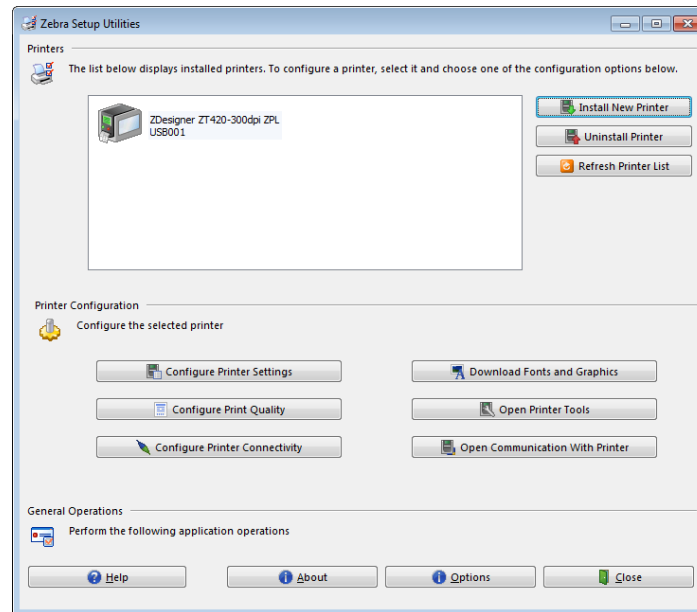 Zebra Setup Utilities
Printers
The list below displays installed printers. To configure a printer, select it and choose one of the configuration options below.
ZDesigner ZT420-300dpi ZPL
USB001
Install New Printer
Uninstall Printer
Refresh Printer List
Printer Configuration
Configure the selected printer
Configure Printer Settings
Download Fonts and Graphics
Configure Print Quality
Open Printer Tools
Configure Printer Connectivity
Open Communication With Printer
General Operations
Perform the following application operations
Help
About
Options
Close